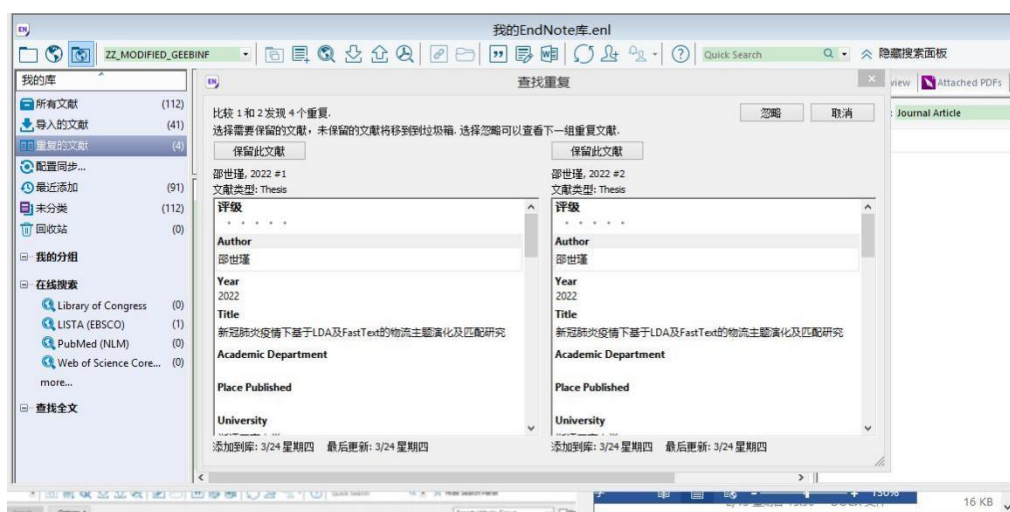 EN
我的EndNote库.enl
ZZ_MODIFIED_GEEBINF
Quick Search
隐藏搜索面板
我的库
所有文献 (112)
导入的文献 (41)
重复的文献 (4)
配置同步...
最近添加 (91)
未分类 (112)
回收站 (0)
我的分组
在线搜索
Library of Congress (0)
LISTA (EBSCO) (1)
PubMed (NLM) (0)
Web of Science Core... (0)
more...
查找全文
EN
查找重复
view
Attached PDFs
: Journal Article
比较 1 和 2 发现 4 个重复.
忽略
取消
选择需要保留的文献，未保留的文献将移到到垃圾箱. 选择忽略可以查看下一组重复文献.
保留此文献
邵世瑾, 2022 #1
文献类型: Thesis
评级
Author
邵世瑾
Year
2022
Title
新冠肺炎疫情下基于LDA及FastText的物流主题演化及匹配研究
Academic Department
Place Published
University
添加到库: 3/24 星期四 最后更新: 3/24 星期四
保留此文献
邵世瑾, 2022 #2
文献类型: Thesis
评级
Author
邵世瑾
Year
2022
Title
新冠肺炎疫情下基于LDA及FastText的物流主题演化及匹配研究
Academic Department
Place Published
University
添加到库: 3/24 星期四 最后更新: 3/24 星期四
130%
16 KB